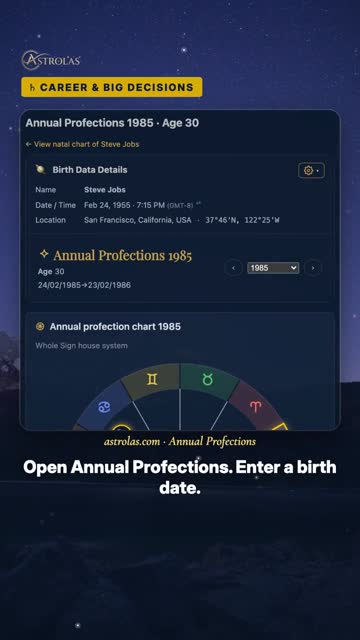 ASTROLAS
♄ CAREER & BIG DECISIONS
Annual Profections 1985 · Age 30
← View natal chart of Steve Jobs
Birth Data Details
Name Steve Jobs
Date / Time Feb 24, 1955 · 7:15 PM (GMT-8)
Location San Francisco, California, USA · 37°46'N, 122°25'W
Annual Profections 1985
Age 30
24/02/1985→23/02/1986
‹ 1985 ›
Annual profection chart 1985
Whole Sign house system
♋ ♊ ♉ ♈
astrolas.com · Annual Profections
Open Annual Profections. Enter a birth
date.